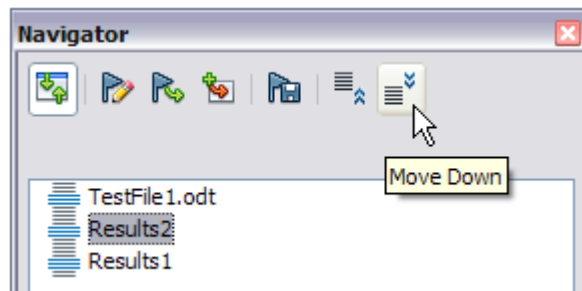 Navigator
Move Down
TestFile1.odt
Results2
Results1